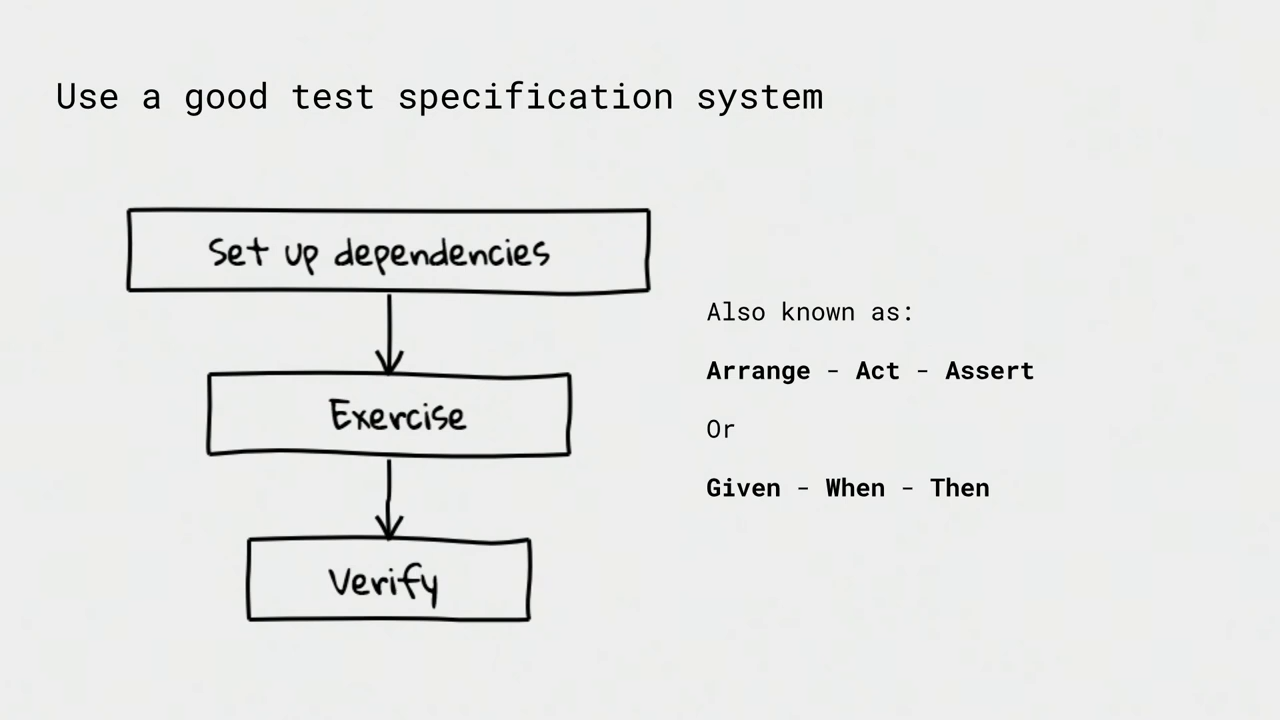 Use a good test specification system
Set up dependencies
Exercise
Verify
Also known as:
Arrange - Act - Assert
Or
Given - When - Then